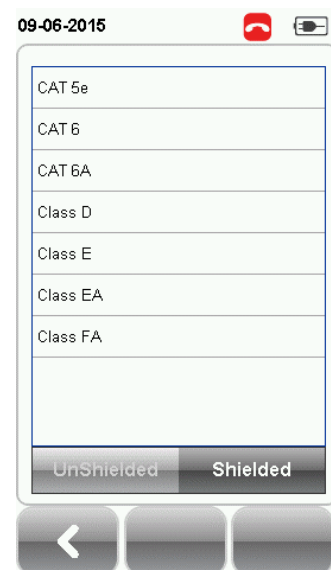 09-06-2015
CAT 5e
CAT 6
CAT 6A
Class D
Class E
Class EA
Class FA
UnShielded Shielded